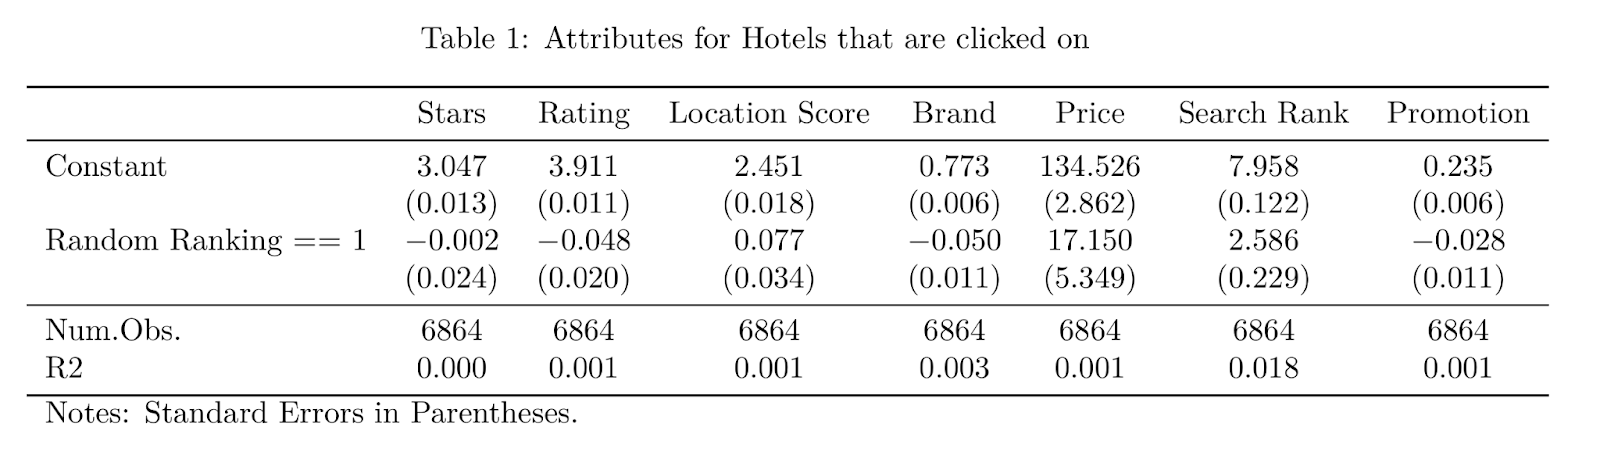 Table 1: Attributes for Hotels that are clicked on
Stars Rating Location Score Brand Price Search Rank Promotion
Constant 3.047 3.911 2.451 0.773 134.526 7.958 0.235
(0.013) (0.011) (0.018) (0.006) (2.862) (0.122) (0.006)
Random Ranking == 1 −0.002 −0.048 0.077 −0.050 17.150 2.586 −0.028
(0.024) (0.020) (0.034) (0.011) (5.349) (0.229) (0.011)
Num.Obs. 6864 6864 6864 6864 6864 6864 6864
R2 0.000 0.001 0.001 0.003 0.001 0.018 0.001
Notes: Standard Errors in Parentheses.